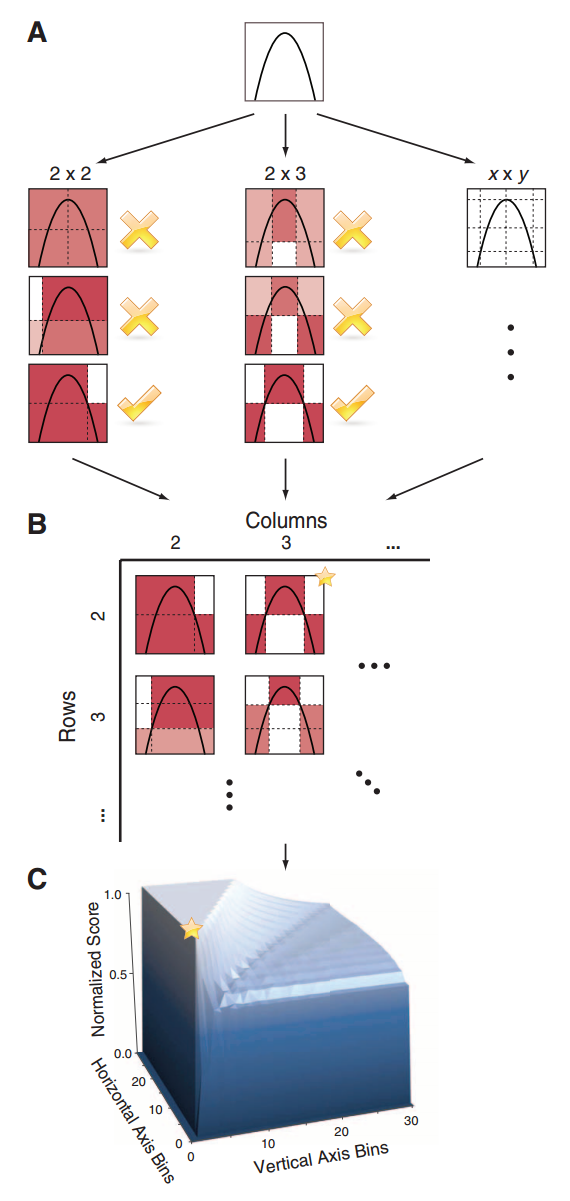 A
2 x 2
2 x 3
x x y
B
Columns
2
3
...
Rows
2
3
...
C
Normalized Score
1.0
0.5
0.0
Horizontal Axis Bins
20
10
0
0
10
20
30
Vertical Axis Bins